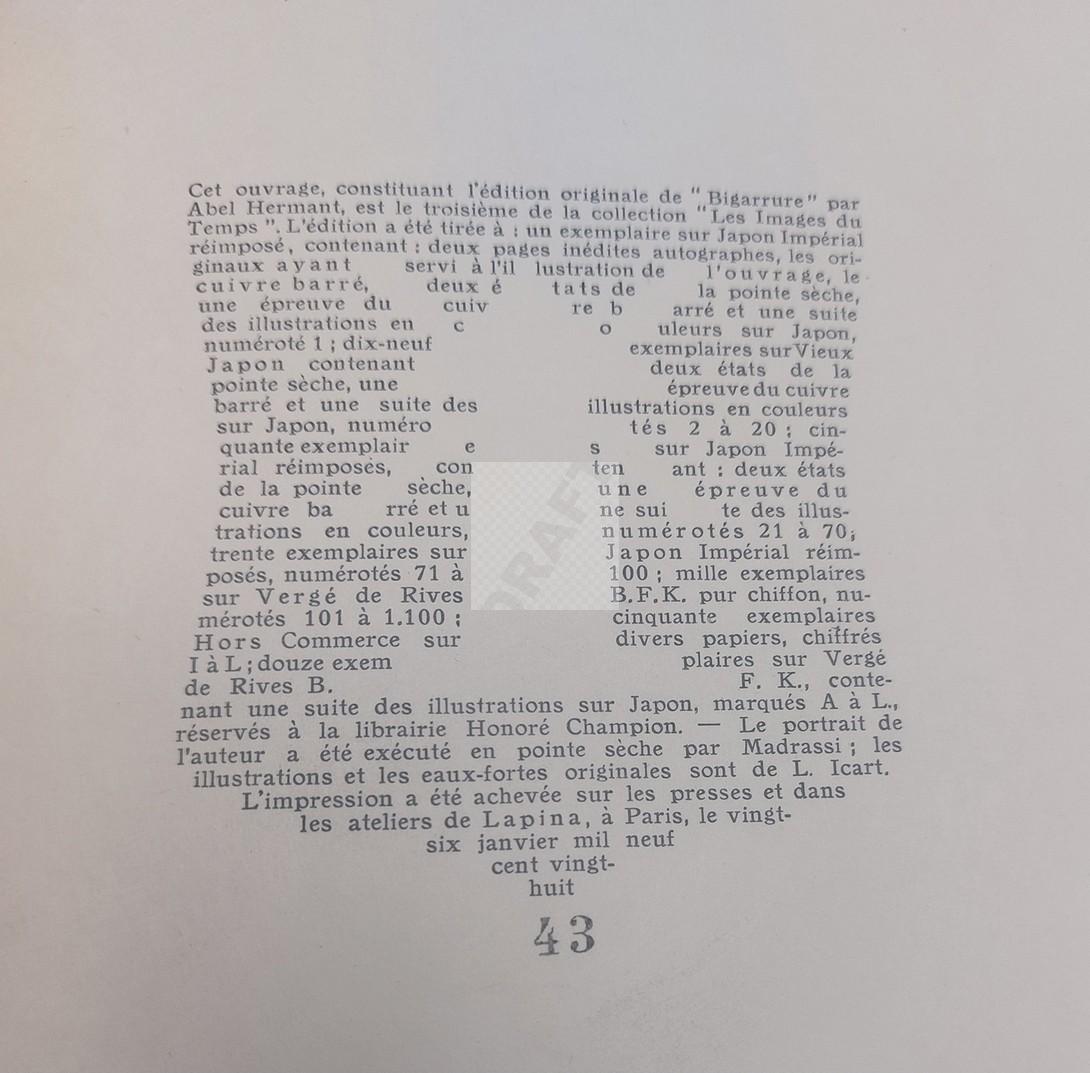 Cet ouvrage, constituant l'édition originale de "Bigarrure" par
Abel Hermant, est le troisième de la collection "Les Images du
Temps". L'édition a été tirée à : un exemplaire sur Japon Impérial
réimposé, contenant : deux pages inédites autographes, les ori-
ginaux ayant servi à l'il lustration de l'ouvrage, le
cuivre barré, deux é tats de la pointe sèche,
une épreuve du cuiv re b arré et une suite
des illustrations en c o uleurs sur Japon,
numéroté 1 ; dix-neuf exemplaires sur Vieux
Japon contenant deux états de la
pointe sèche, une épreuve du cuivre
barré et une suite des illustrations en couleurs
sur Japon, numéro tés 2 à 20 ; cin-
quante exemplair e s sur Japon Impé-
rial réimposés, con ten ant : deux états
de la pointe sèche, une épreuve du
cuivre ba rré et u ne sui te des illus-
trations en couleurs, numérotés 21 à 70;
trente exemplaires sur Japon Impérial réim-
posés, numérotés 71 à 100 ; mille exemplaires
sur Vergé de Rives B.F.K. pur chiffon, nu-
mérotés 101 à 1.100 ; cinquante exemplaires
Hors Commerce sur divers papiers, chiffrés
I à L ; douze exem plaires sur Vergé
de Rives B. F. K., conte-
nant une suite des illustrations sur Japon, marqués A à L.,
réservés à la librairie Honoré Champion. — Le portrait de
l'auteur a été exécuté en pointe sèche par Madrassi ; les
illustrations et les eaux-fortes originales sont de L. Icart.
L'impression a été achevée sur les presses et dans
les ateliers de Lapina, à Paris, le vingt-
six janvier mil neuf
cent vingt-
huit
43
DRAFT